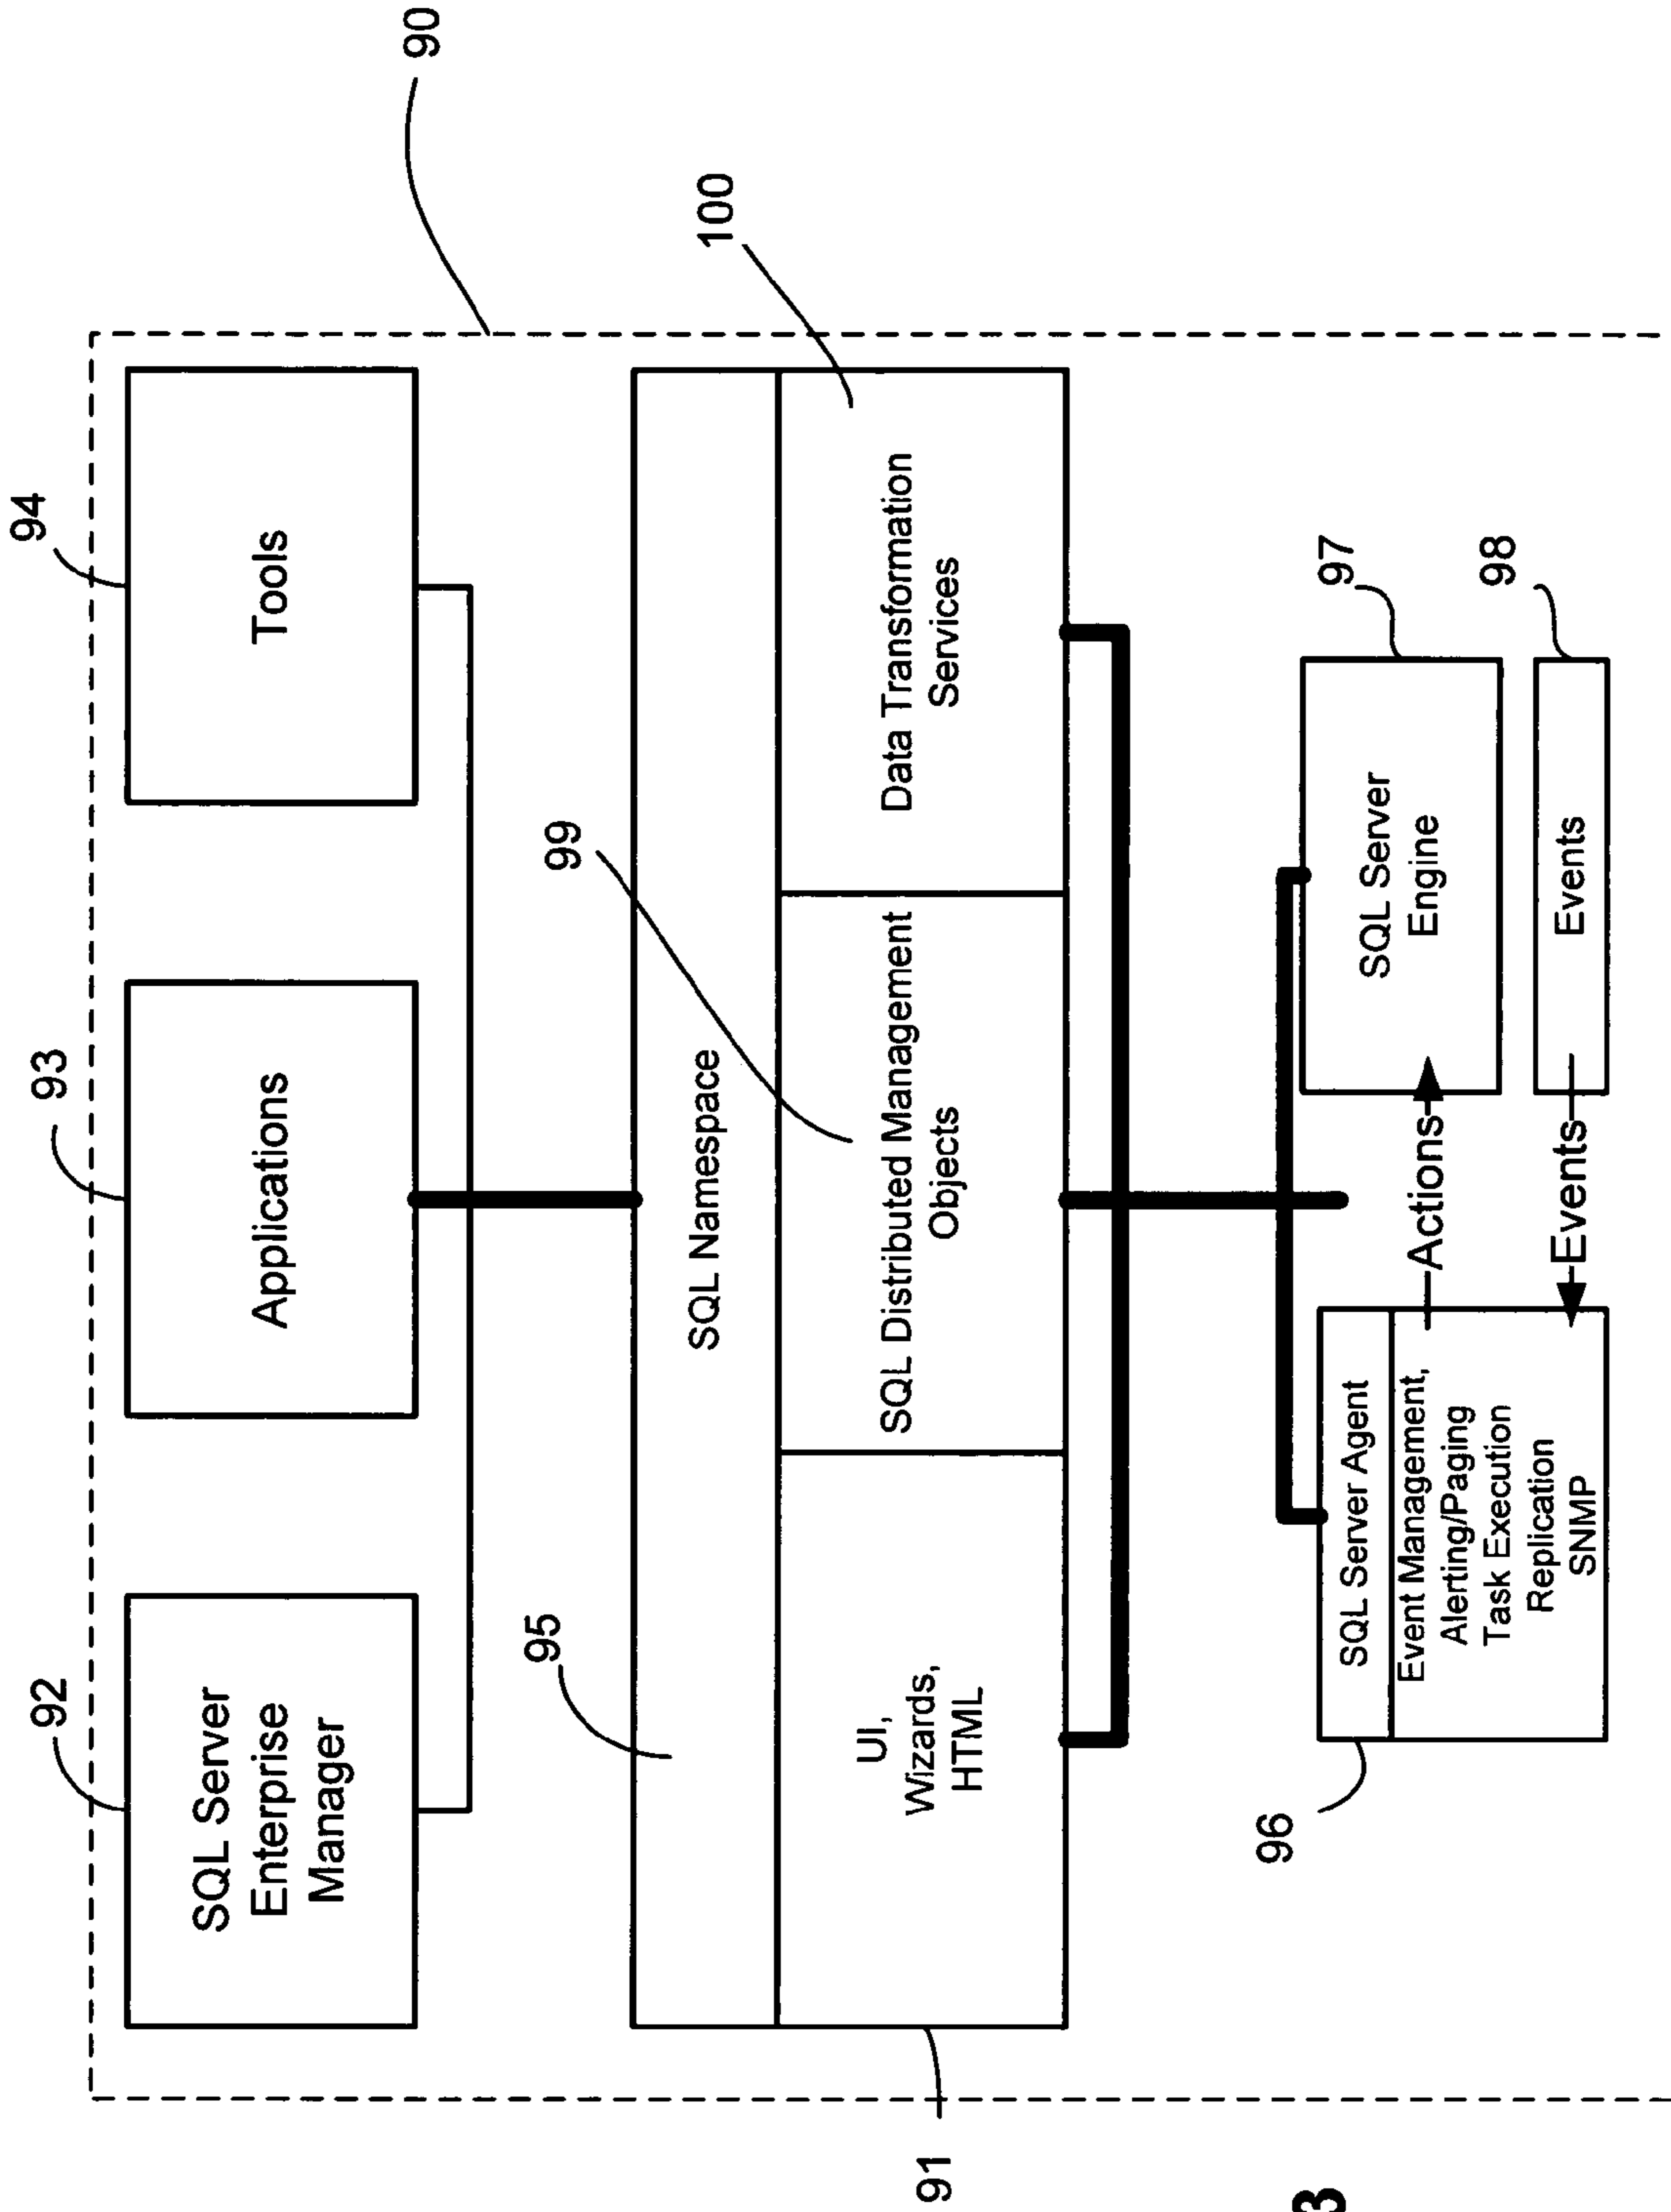 90
94
93
92
Tools
Applications
SQL Server
Enterprise
Manager
100
99
95
91
SQL Namespace
UI,
Wizards,
HTML
SQL Distributed Management
Objects
Data Transformation
Services
96
97
98
SQL Server Agent
Event Management,
Alerting/Paging
Task Execution
Replication
SNMP
Actions
Events
SQL Server
Engine
Events
3